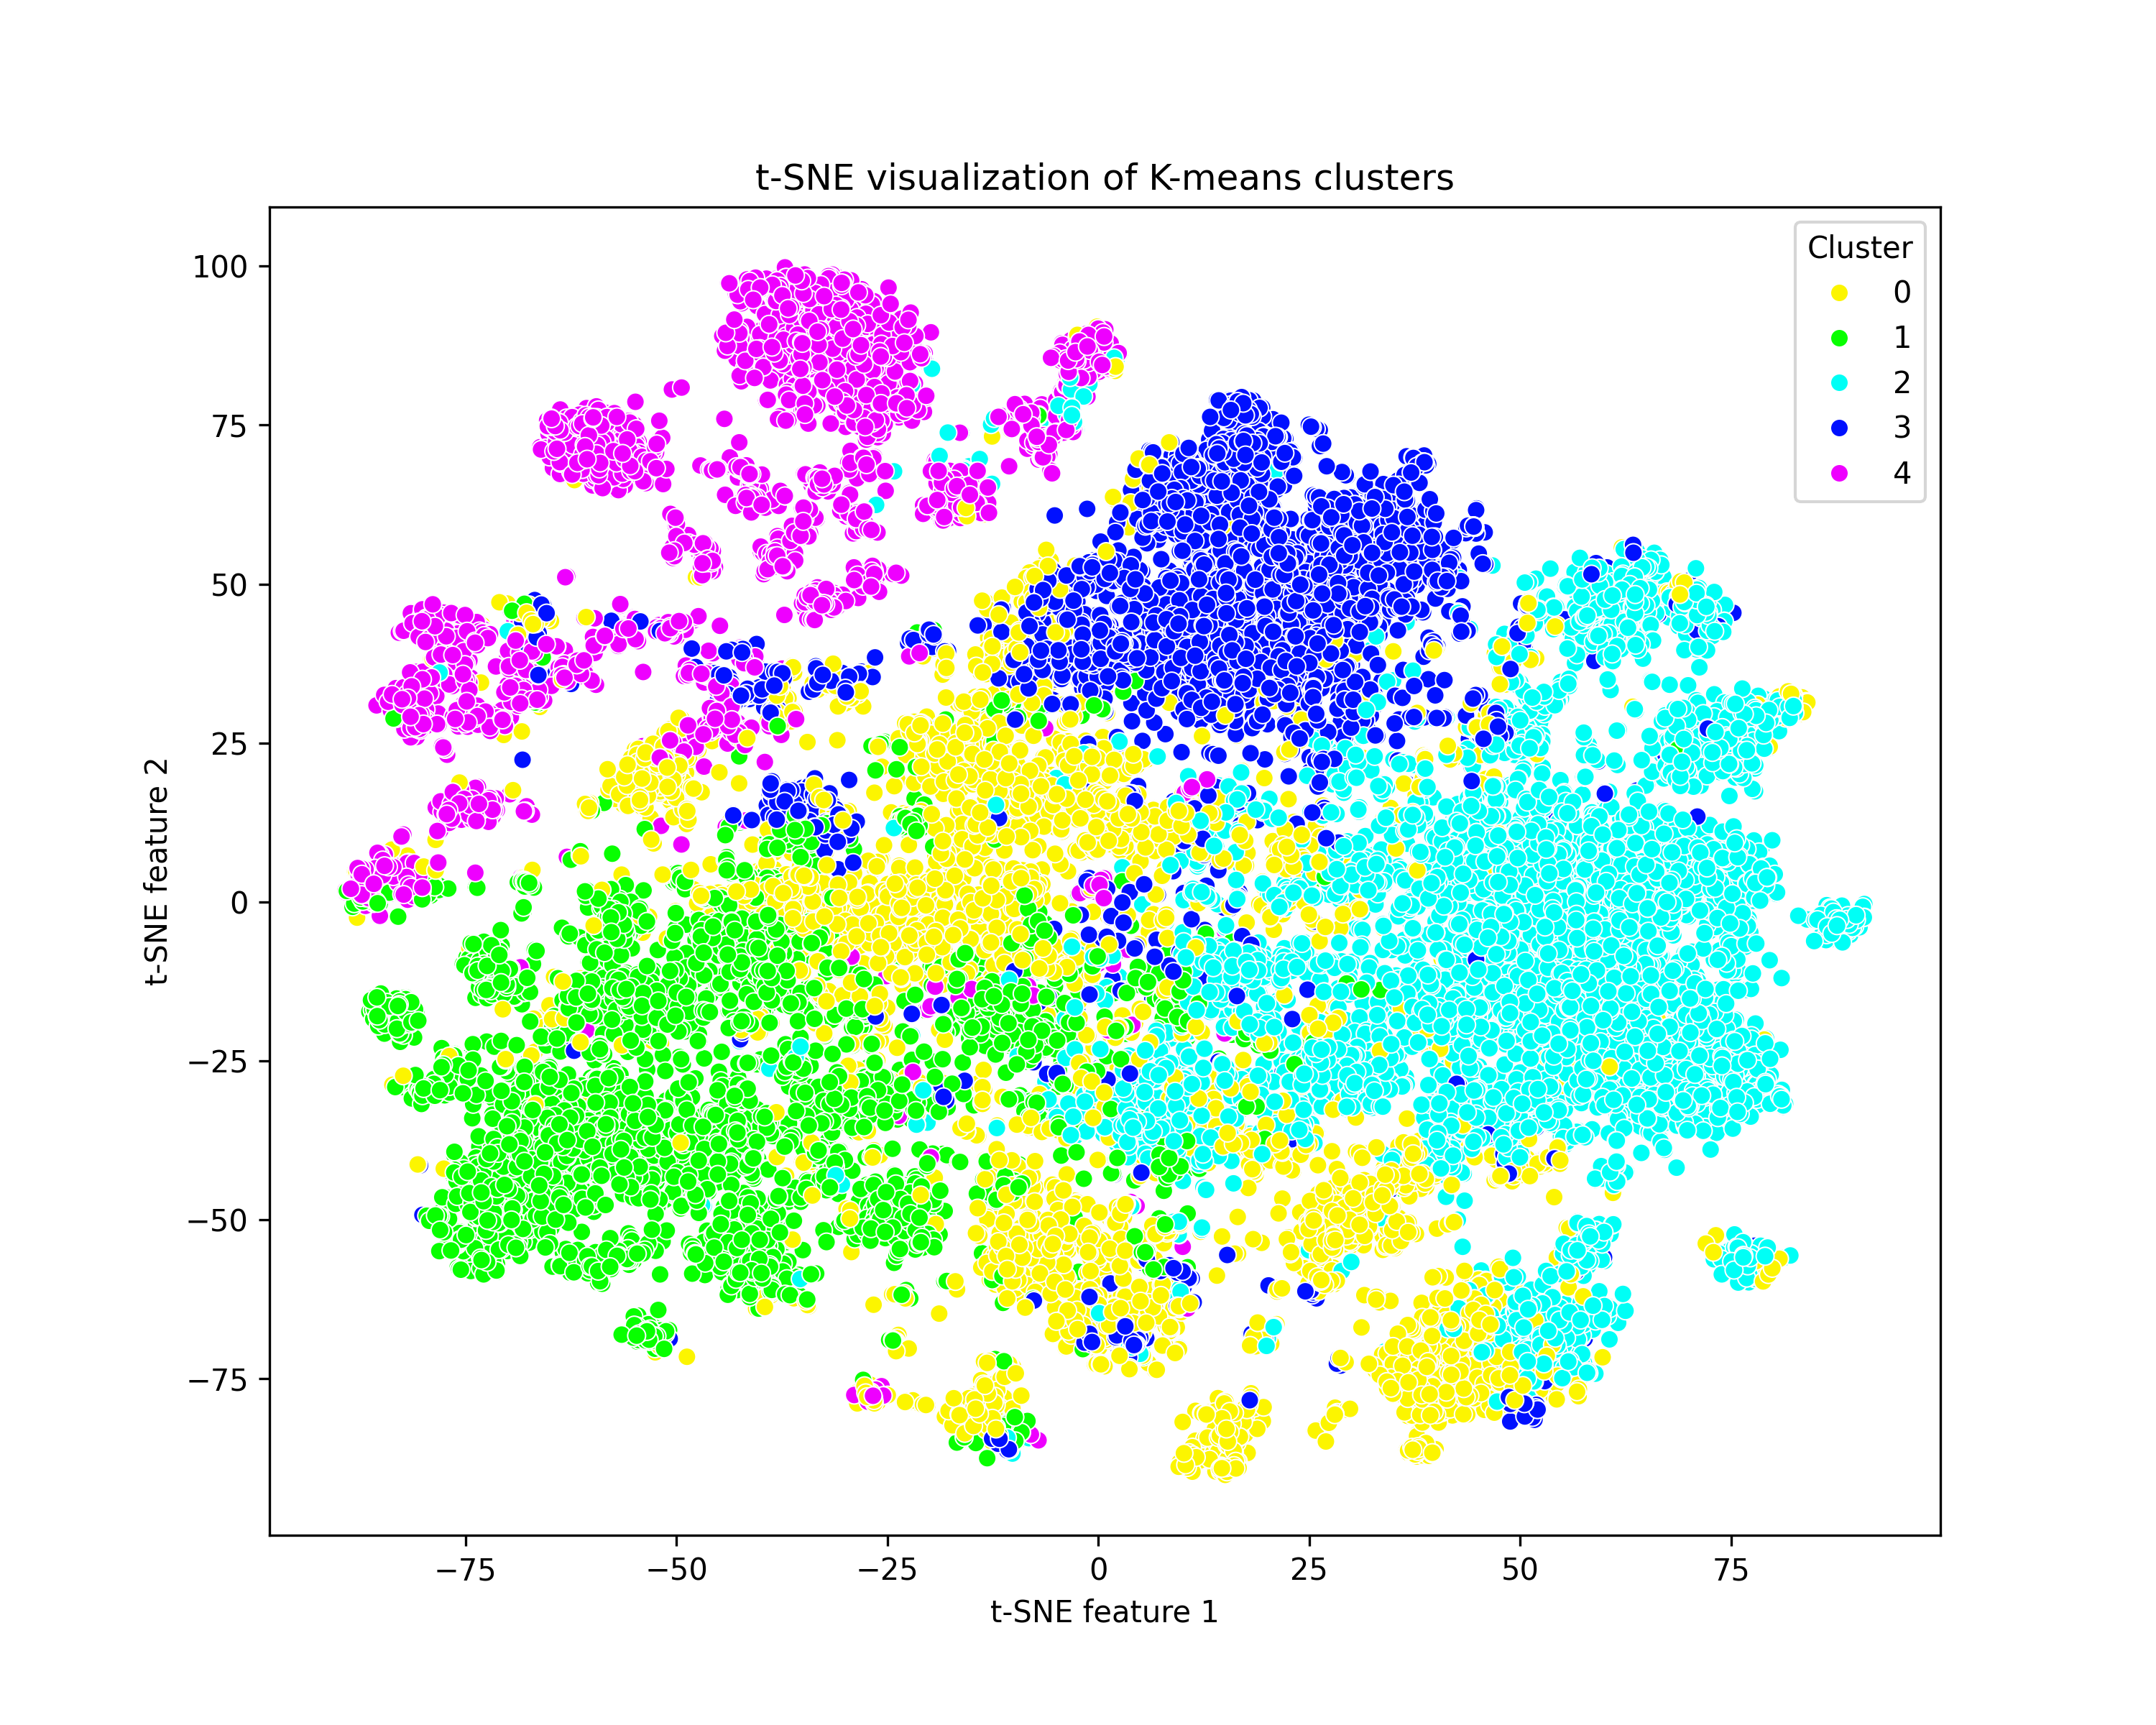 t-SNE visualization of K-means clusters
Cluster
0
1
2
3
4
100
75
50
25
0
−25
−50
−75
t-SNE feature 2
−75 −50 −25 0 25 50 75
t-SNE feature 1